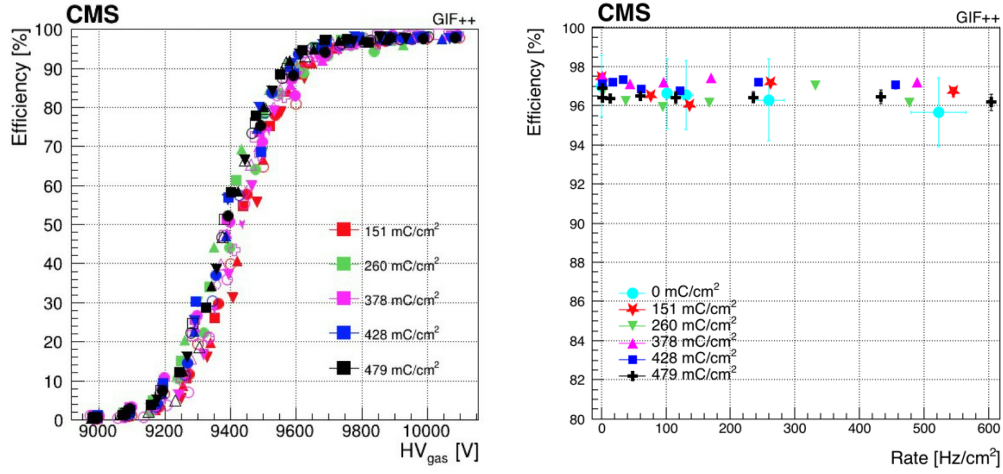 CMS
GIF++
Efficiency [%]
100
90
80
70
60
50
40
30
20
10
0
151 mC/cm²
260 mC/cm²
378 mC/cm²
428 mC/cm²
479 mC/cm²
9000 9200 9400 9600 9800 10000 10200
HVgas [V]
CMS
GIF++
Efficiency [%]
100
98
96
94
92
90
88
86
84
82
80
0 mC/cm²
151 mC/cm²
260 mC/cm²
378 mC/cm²
428 mC/cm²
479 mC/cm²
0 100 200 300 400 500 600
Rate [Hz/cm²]